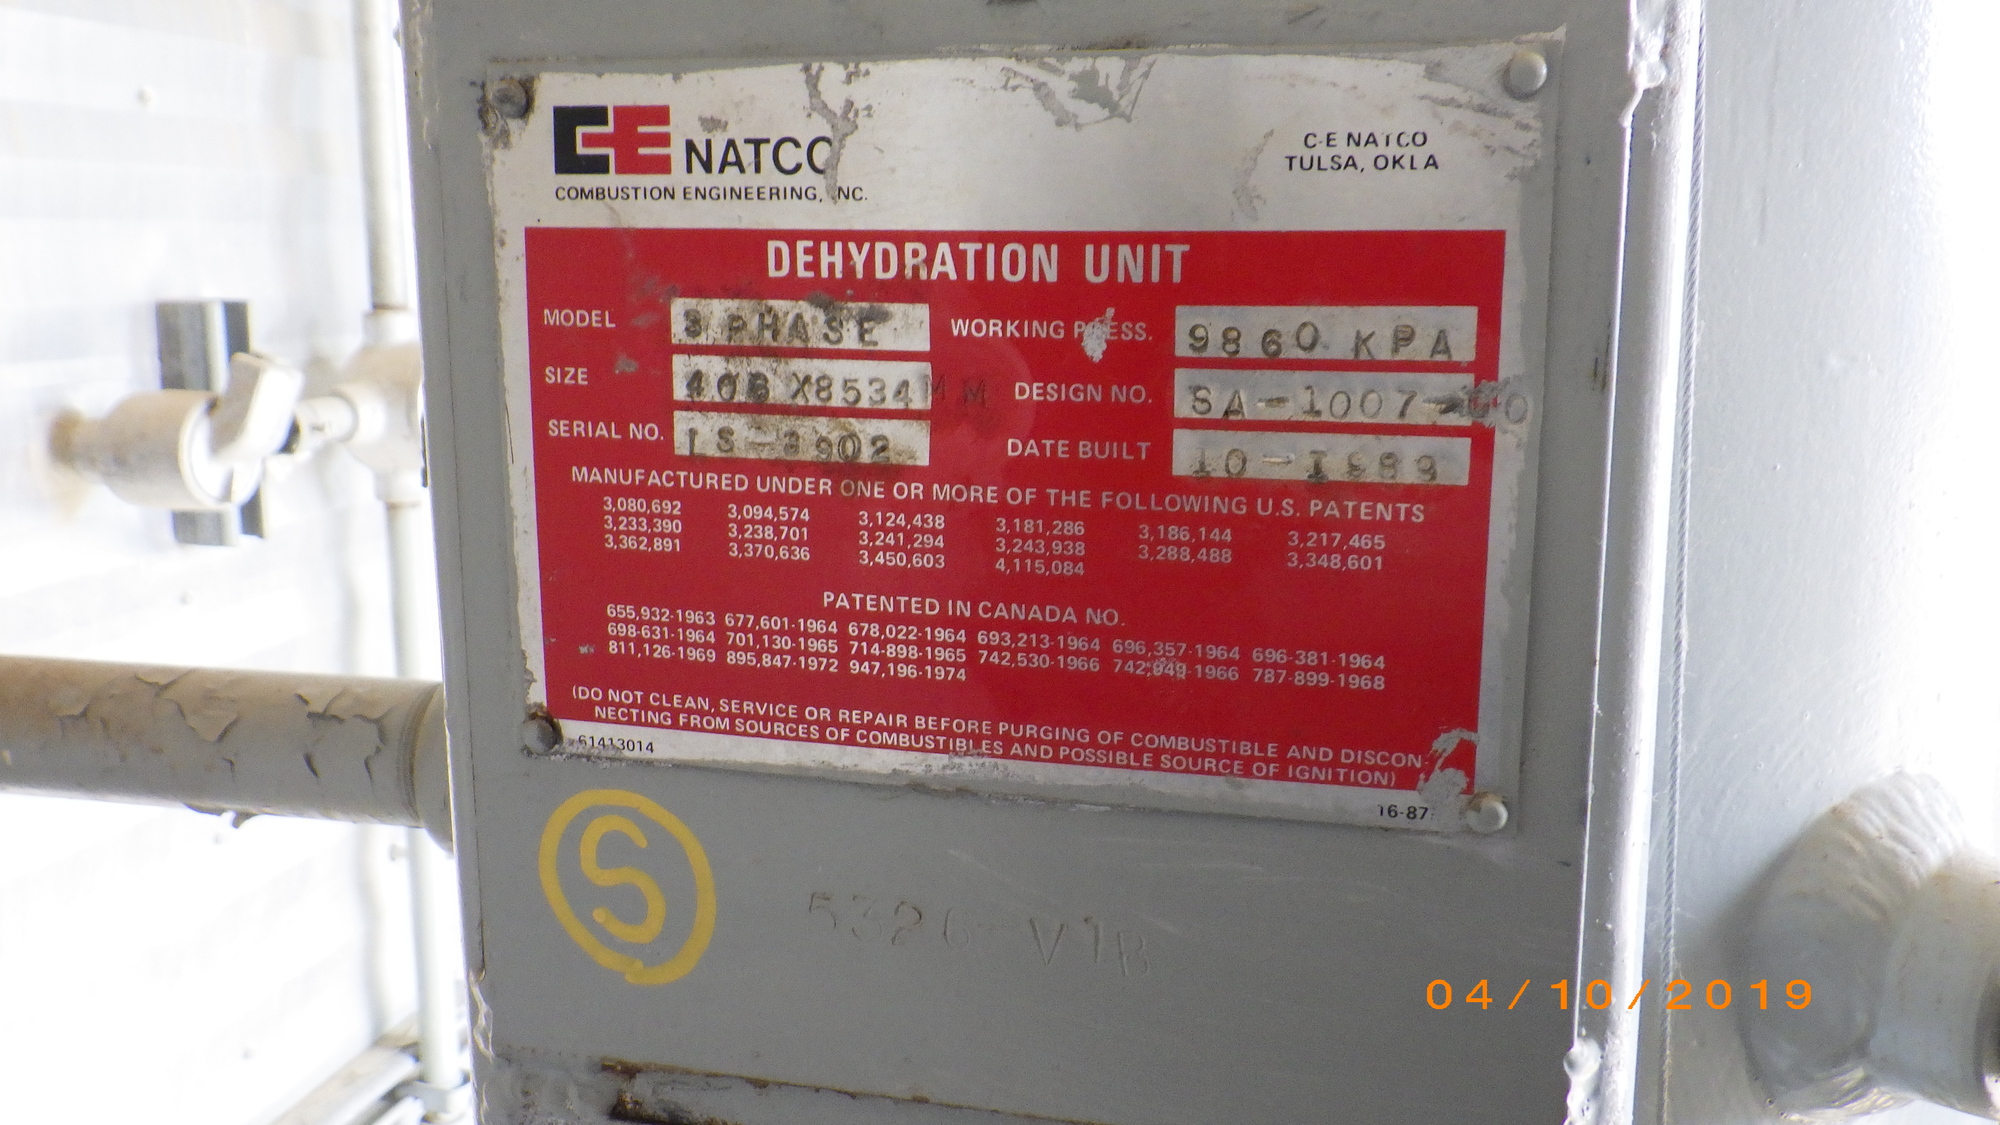 CE NATCO
COMBUSTION ENGINEERING, INC.
C-E NATCO
TULSA, OKLA
DEHYDRATION UNIT
MODEL 3 PHASE WORKING PRESS. 9860 KPA
SIZE 406 X8534MM DESIGN NO. SA-1007-
SERIAL NO. LS-3902 DATE BUILT 10-1989
MANUFACTURED UNDER ONE OR MORE OF THE FOLLOWING U.S. PATENTS
3,080,692 3,094,574 3,124,438 3,181,286 3,186,144 3,217,465
3,233,390 3,238,701 3,241,294 3,243,938 3,288,488 3,348,601
3,362,891 3,370,636 3,450,603 4,115,084
PATENTED IN CANADA NO.
655,932-1963 677,601-1964 678,022-1964 693,213-1964 696,357-1964 696-381-1964
698-631-1964 701,130-1965 714-898-1965 742,530-1966 742,949-1966 787-899-1968
811,126-1969 895,847-1972 947,196-1974
(DO NOT CLEAN, SERVICE OR REPAIR BEFORE PURGING OF COMBUSTIBLE AND DISCON-
NECTING FROM SOURCES OF COMBUSTIBLES AND POSSIBLE SOURCE OF IGNITION)
61413014
16-87
S
5326-V1B
04/10/2019